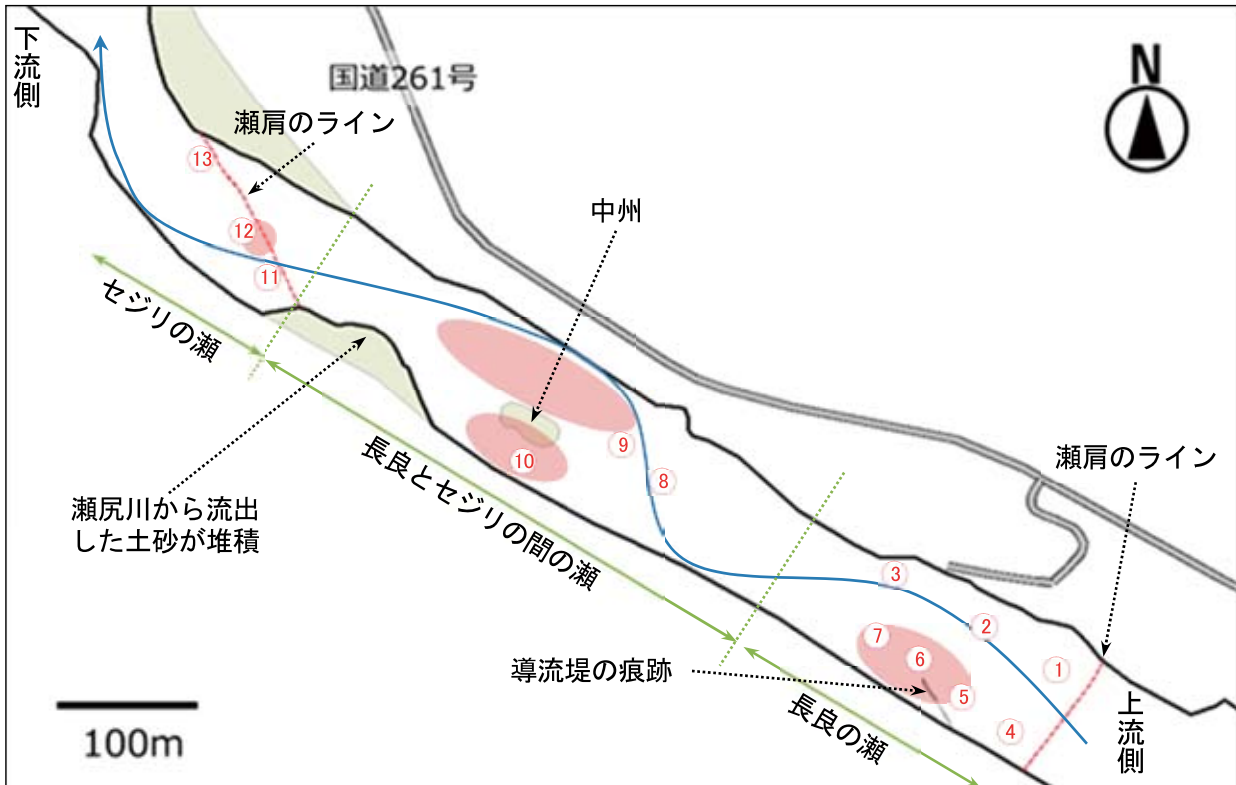 下流側
国道261号
N
瀬肩のライン
⑬
中州
⑫
⑪
セジリの瀬
瀬肩のライン
⑨
⑩
⑧
瀬尻川から流出
した土砂が堆積
長良とセジリの間の瀬
③
②
⑦
⑥
①
導流堤の痕跡
⑤
④
上流側
長良の瀬
100m